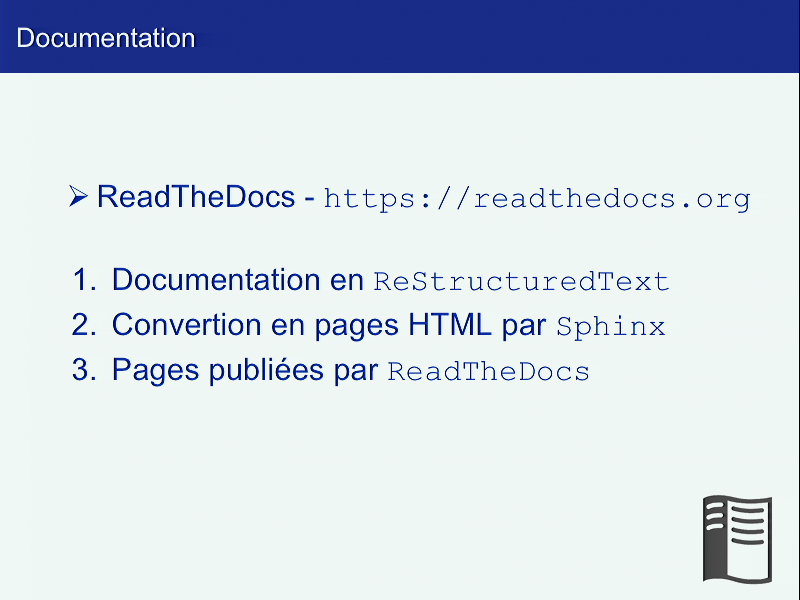 Documentation
➢ ReadTheDocs - https://readthedocs.org
1. Documentation en ReStructuredText
2. Convertion en pages HTML par Sphinx
3. Pages publiées par ReadTheDocs